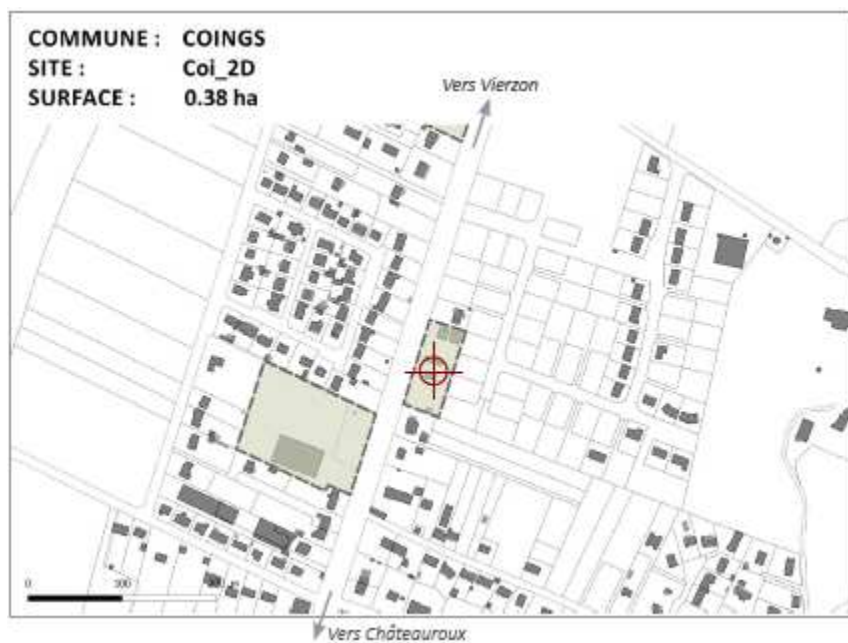 COMMUNE : COINGS
SITE : Coi_2D
SURFACE : 0.38 ha
Vers Vierzon
0 100
Vers Châteauroux